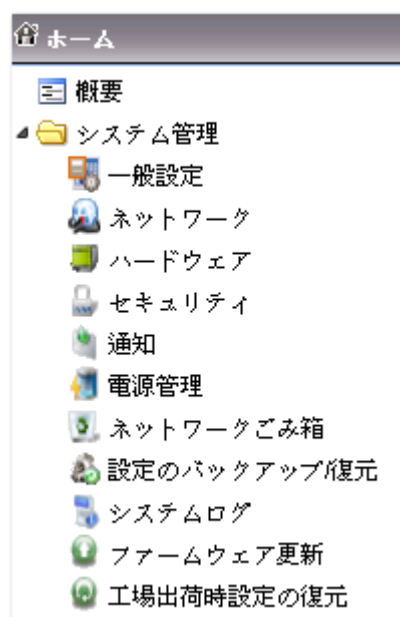 ホーム
概要
システム管理
一般設定
ネットワーク
ハードウェア
セキュリティ
通知
電源管理
ネットワークごみ箱
設定のバックアップ/復元
システムログ
ファームウェア更新
工場出荷時設定の復元